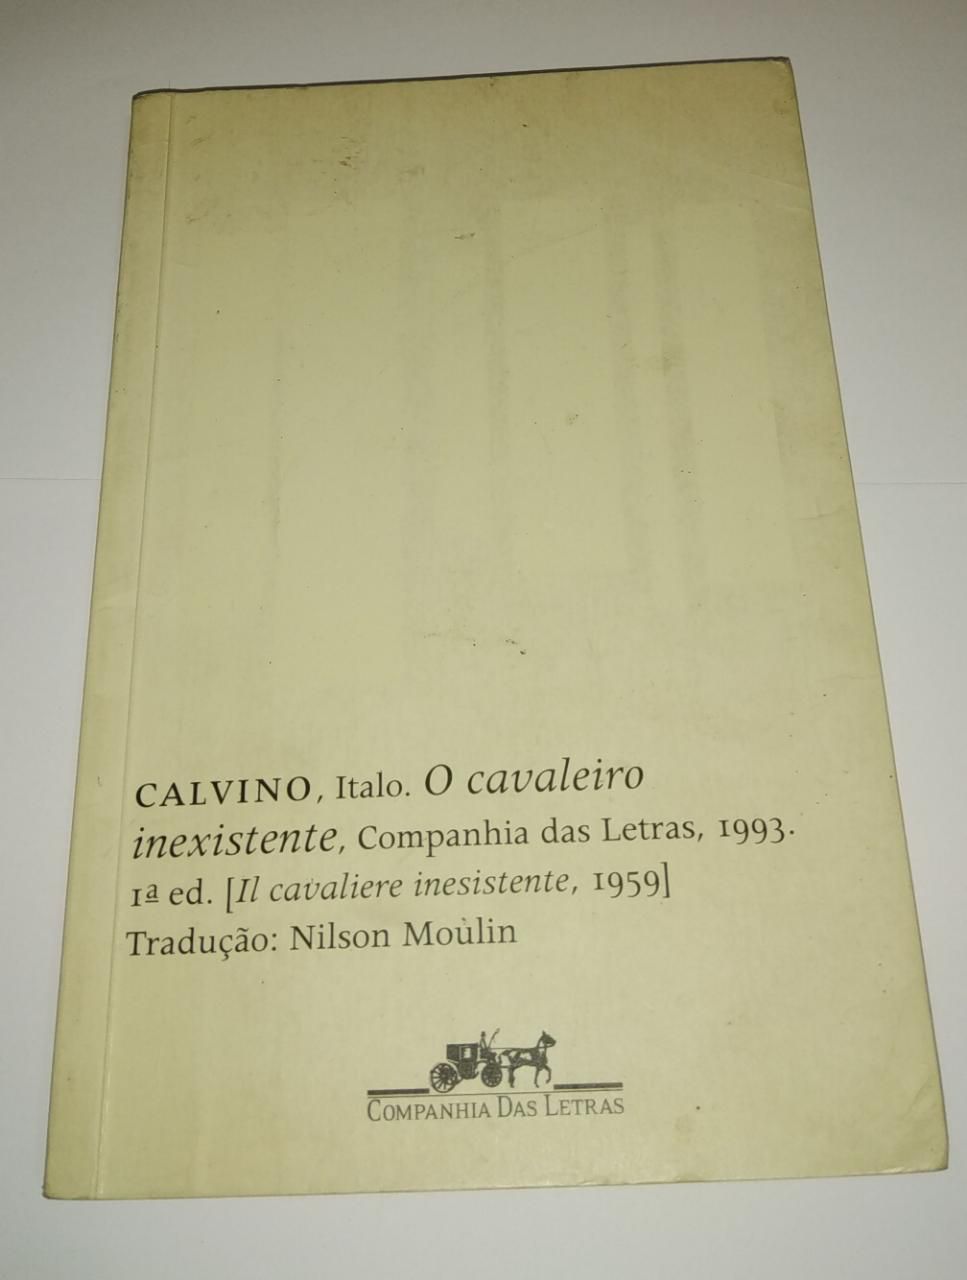 CALVINO, Italo. O cavaleiro
inexistente, Companhia das Letras, 1993.
1ª ed. [Il cavaliere inesistente, 1959]
Tradução: Nilson Moulin
COMPANHIA DAS LETRAS